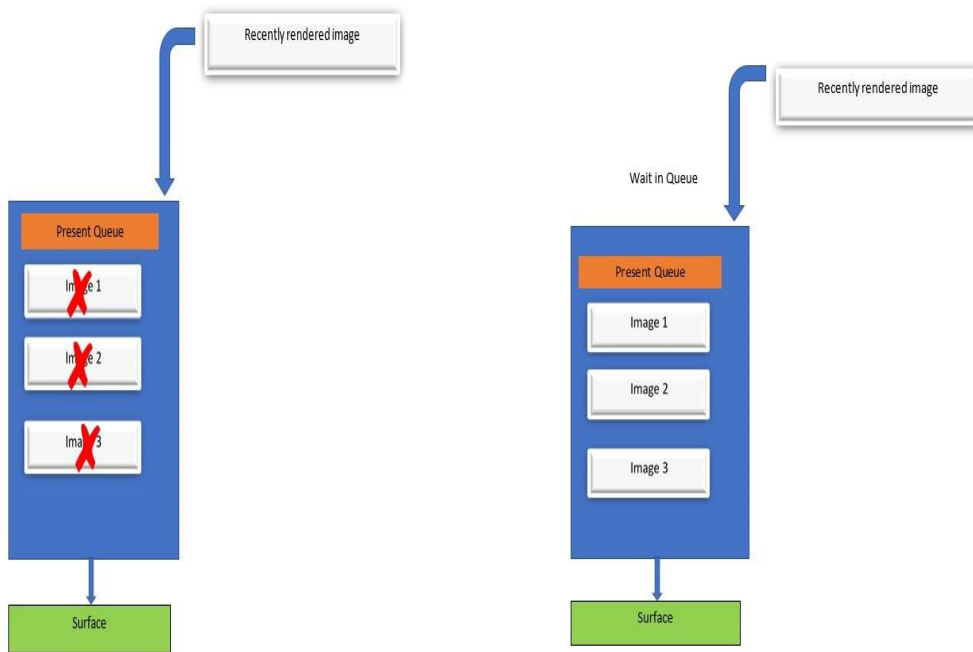 Recently rendered image
Present Queue
Image 1
Image 2
Image 3
Surface
Recently rendered image
Wait in Queue
Present Queue
Image 1
Image 2
Image 3
Surface